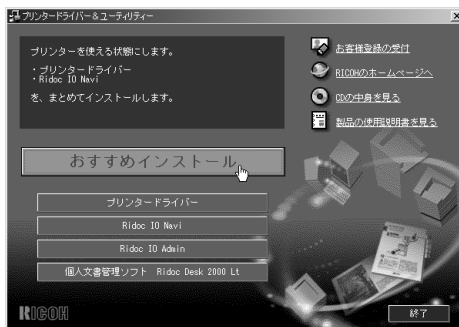 プリンタードライバー＆ユーティリティー
プリンターを使える状態にします。
・プリンタードライバー
・Ridoc IO Navi
を、まとめてインストールします。
お客様登録の受付
RICOHのホームページへ
CDの中身を見る
製品の使用説明書を見る
おすすめインストール
プリンタードライバー
Ridoc IO Navi
Ridoc IO Admin
個人文書管理ソフト Ridoc Desk 2000 Lt
RICOH
終了